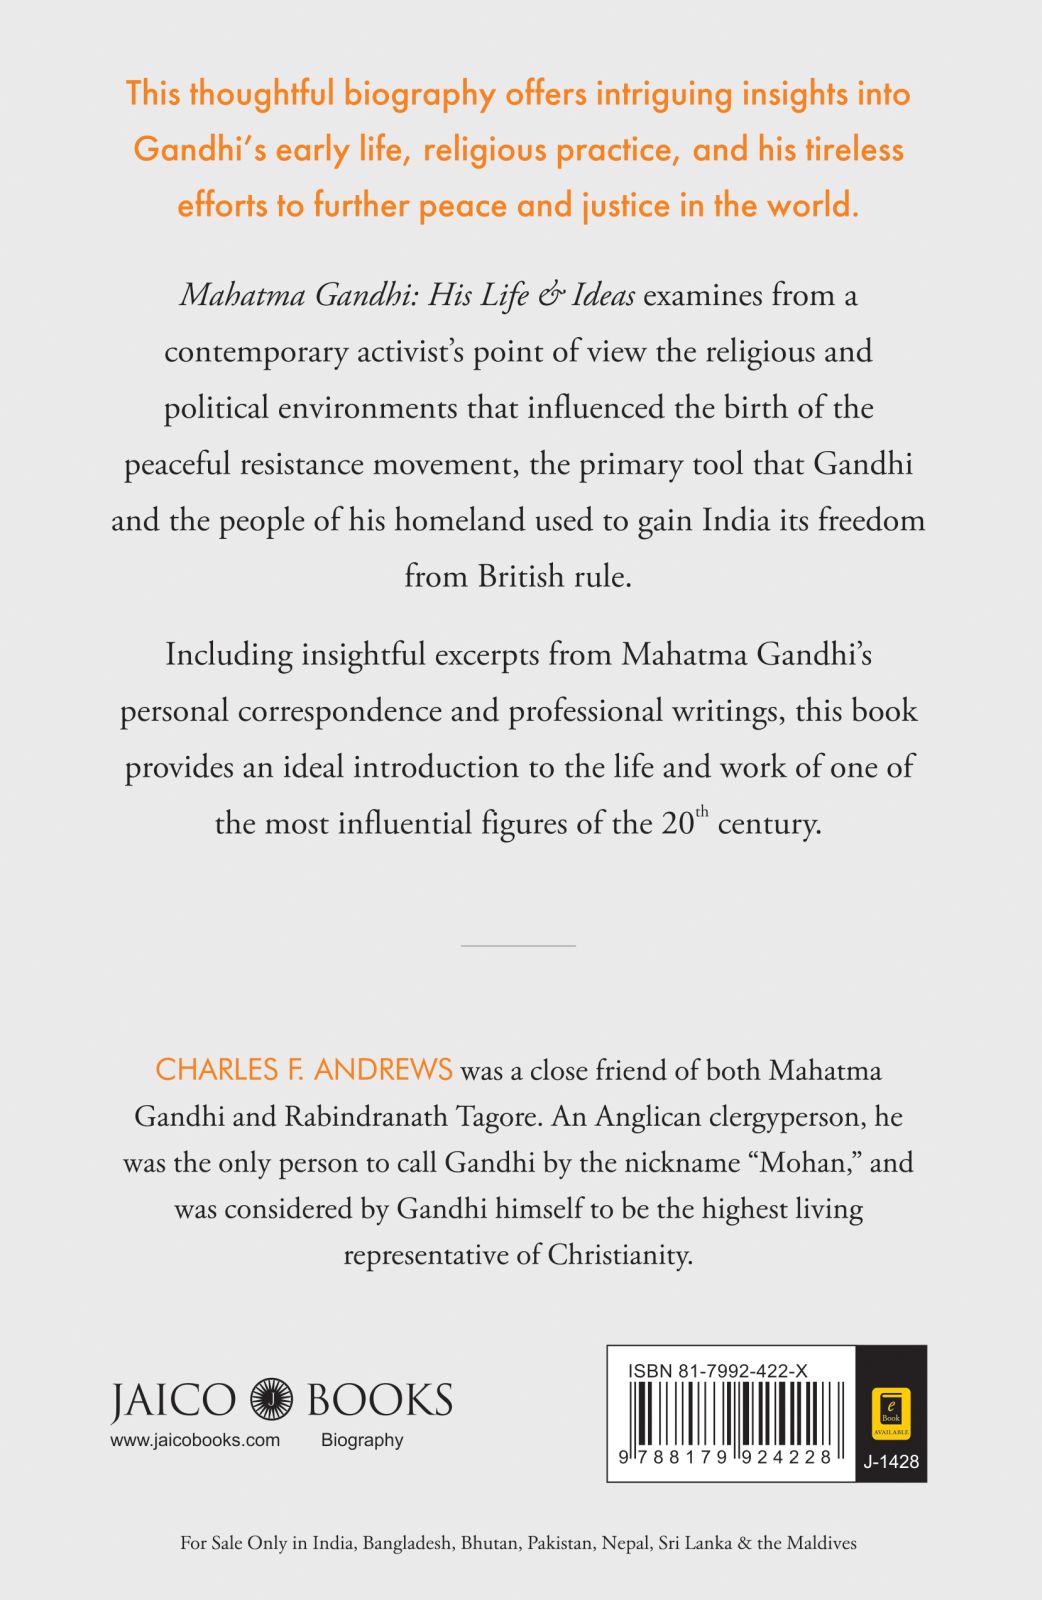 This thoughtful biography offers intriguing insights into
Gandhi's early life, religious practice, and his tireless
efforts to further peace and justice in the world.
Mahatma Gandhi: His Life & Ideas examines from a
contemporary activist's point of view the religious and
political environments that influenced the birth of the
peaceful resistance movement, the primary tool that Gandhi
and the people of his homeland used to gain India its freedom
from British rule.
Including insightful excerpts from Mahatma Gandhi's
personal correspondence and professional writings, this book
provides an ideal introduction to the life and work of one of
the most influential figures of the 20th century.
CHARLES F. ANDREWS was a close friend of both Mahatma
Gandhi and Rabindranath Tagore. An Anglican clergyperson, he
was the only person to call Gandhi by the nickname “Mohan,” and
was considered by Gandhi himself to be the highest living
representative of Christianity.
JAICO J BOOKS
www.jaicobooks.com Biography
ISBN 81-7992-422-X
9 788179 924228
e
Book
AVAILABLE
J-1428
For Sale Only in India, Bangladesh, Bhutan, Pakistan, Nepal, Sri Lanka & the Maldives